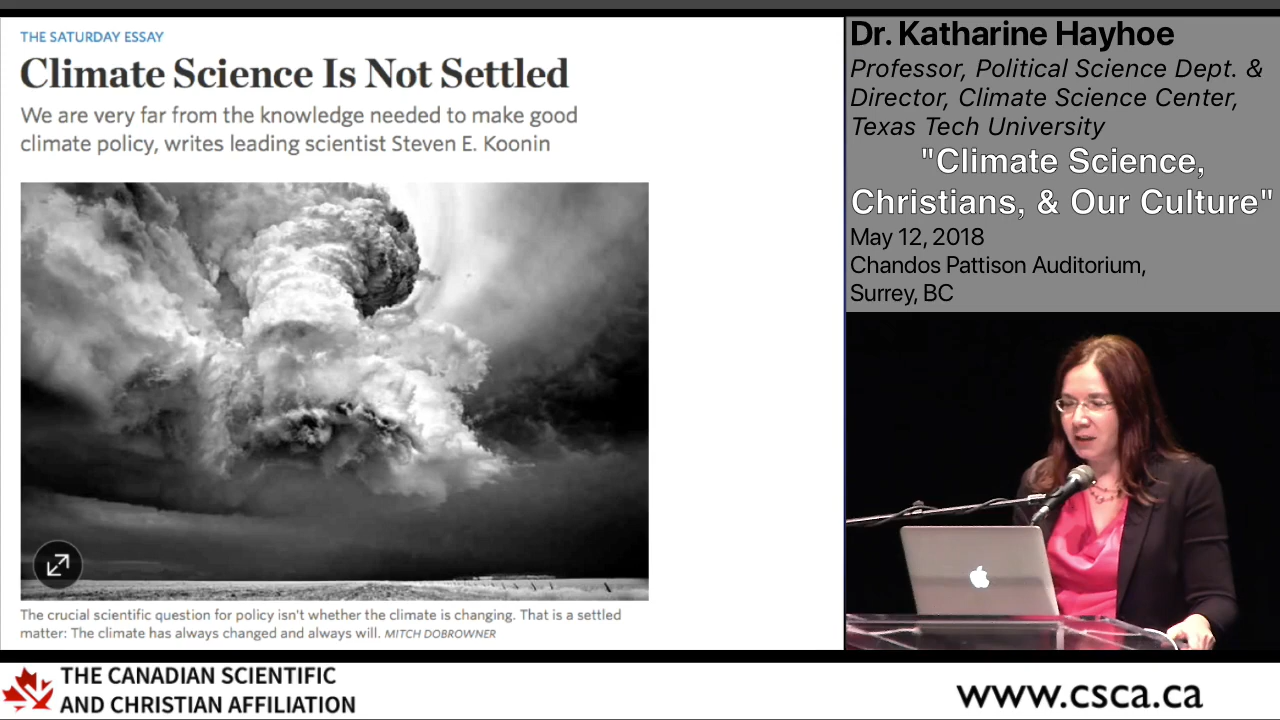 THE SATURDAY ESSAY
Climate Science Is Not Settled
We are very far from the knowledge needed to make good
climate policy, writes leading scientist Steven E. Koonin
The crucial scientific question for policy isn't whether the climate is changing. That is a settled
matter: The climate has always changed and always will. MITCH DOBROWNER
Dr. Katharine Hayhoe
Professor, Political Science Dept. &
Director, Climate Science Center,
Texas Tech University
"Climate Science,
Christians, & Our Culture"
May 12, 2018
Chandos Pattison Auditorium,
Surrey, BC
THE CANADIAN SCIENTIFIC
AND CHRISTIAN AFFILIATION
www.csca.ca